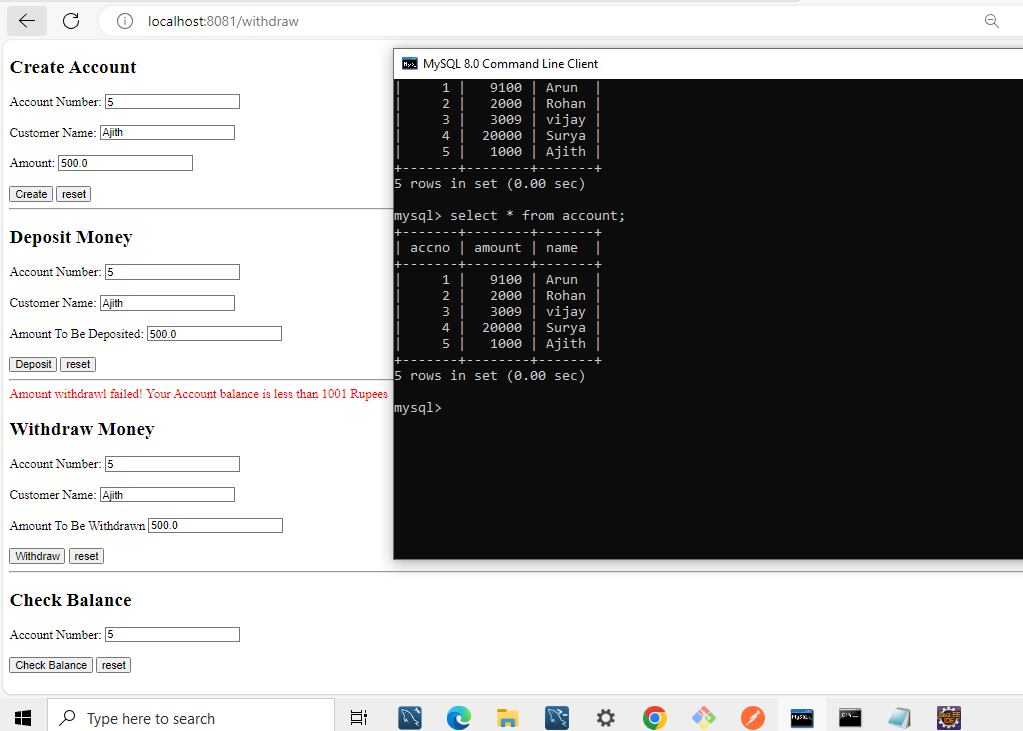 localhost:8081/withdraw
Create Account
Account Number: 5
Customer Name: Ajith
Amount: 500.0
Create reset
Deposit Money
Account Number: 5
Customer Name: Ajith
Amount To Be Deposited: 500.0
Deposit reset
Amount withdrawl failed! Your Account balance is less than 1001 Rupees
Withdraw Money
Account Number: 5
Customer Name: Ajith
Amount To Be Withdrawn 500.0
Withdraw reset
Check Balance
Account Number: 5
Check Balance reset
MySQL 8.0 Command Line Client
| 1 | 9100 | Arun |
| 2 | 2000 | Rohan |
| 3 | 3009 | vijay |
| 4 | 20000 | Surya |
| 5 | 1000 | Ajith |
+-------+--------+-------+
5 rows in set (0.00 sec)
mysql> select * from account;
+-------+--------+-------+
| accno | amount | name |
+-------+--------+-------+
| 1 | 9100 | Arun |
| 2 | 2000 | Rohan |
| 3 | 3009 | vijay |
| 4 | 20000 | Surya |
| 5 | 1000 | Ajith |
+-------+--------+-------+
5 rows in set (0.00 sec)
mysql>
Type here to search